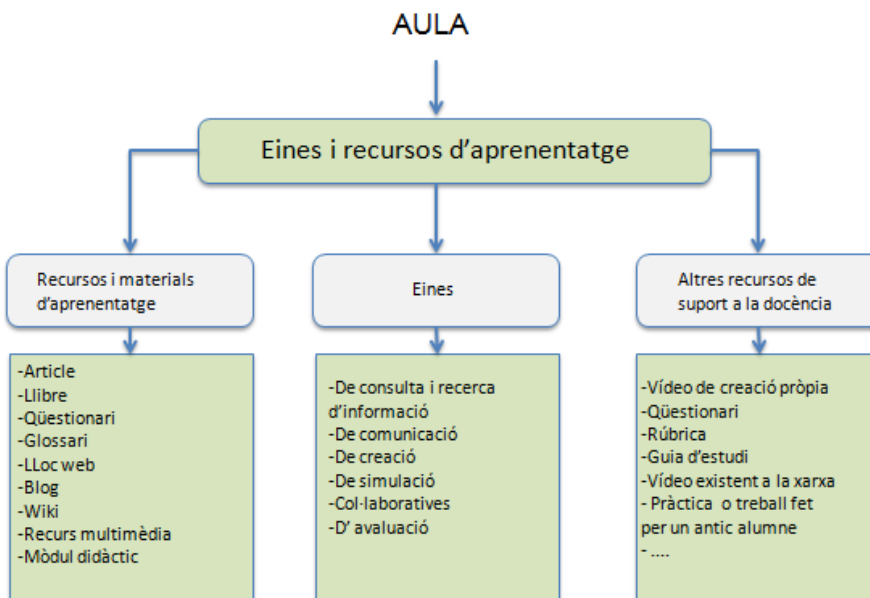 AULA
Eines i recursos d'aprenentatge
Recursos i materials
d'aprenentatge
Eines
Altres recursos de
suport a la docència
-Article
-Llibre
-Qüestionari
-Glossari
-LLoc web
-Blog
-Wiki
-Recurs multimèdia
-Mòdul didàctic
-De consulta i recerca
d'informació
-De comunicació
-De creació
-De simulació
-Col·laboratives
-D' avaluació
-Vídeo de creació pròpia
-Qüestionari
-Rúbrica
-Guia d'estudi
-Vídeo existent a la xarxa
- Pràctica o treball fet
per un antic alumne
- ....